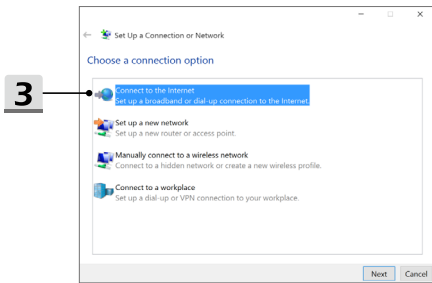 Set Up a Connection or Network
Choose a connection option
3
Connect to the Internet
Set up a broadband or dial-up connection to the Internet.
Set up a new network
Set up a new router or access point.
Manually connect to a wireless network
Connect to a hidden network or create a new wireless profile.
Connect to a workplace
Set up a dial-up or VPN connection to your workplace.
Next Cancel